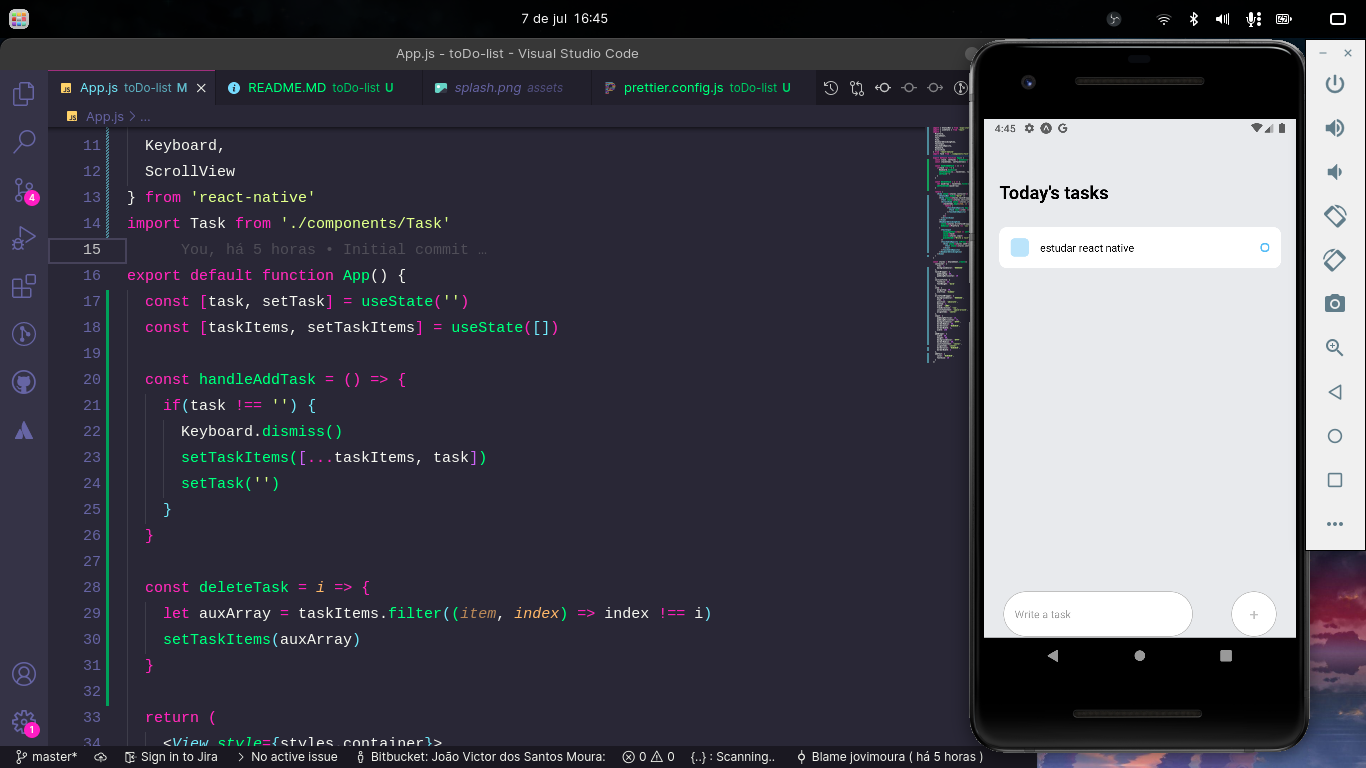 7 de jul  16:45
App.js - toDo-list - Visual Studio Code
App.js toDo-list M
README.MD toDo-list U
splash.png assets
prettier.config.js toDo-list U
JS App.js > ...
11 Keyboard,
12 ScrollView
13 } from 'react-native'
14 import Task from './components/Task'
15 You, há 5 horas • Initial commit …
16 export default function App() {
17 const [task, setTask] = useState('')
18 const [taskItems, setTaskItems] = useState([])
19
20 const handleAddTask = () => {
21 if(task !== '') {
22 Keyboard.dismiss()
23 setTaskItems([...taskItems, task])
24 setTask('')
25 }
26 }
27
28 const deleteTask = i => {
29 let auxArray = taskItems.filter((item, index) => index !== i)
30 setTaskItems(auxArray)
31 }
32
33 return (
34 <View style={styles.container}>
4
1
master* Sign in to Jira No active issue Bitbucket: João Victor dos Santos Moura: 0 0 {..} : Scanning.. Blame jovimoura ( há 5 horas )
4:45
Today's tasks
estudar react native
Write a task
+